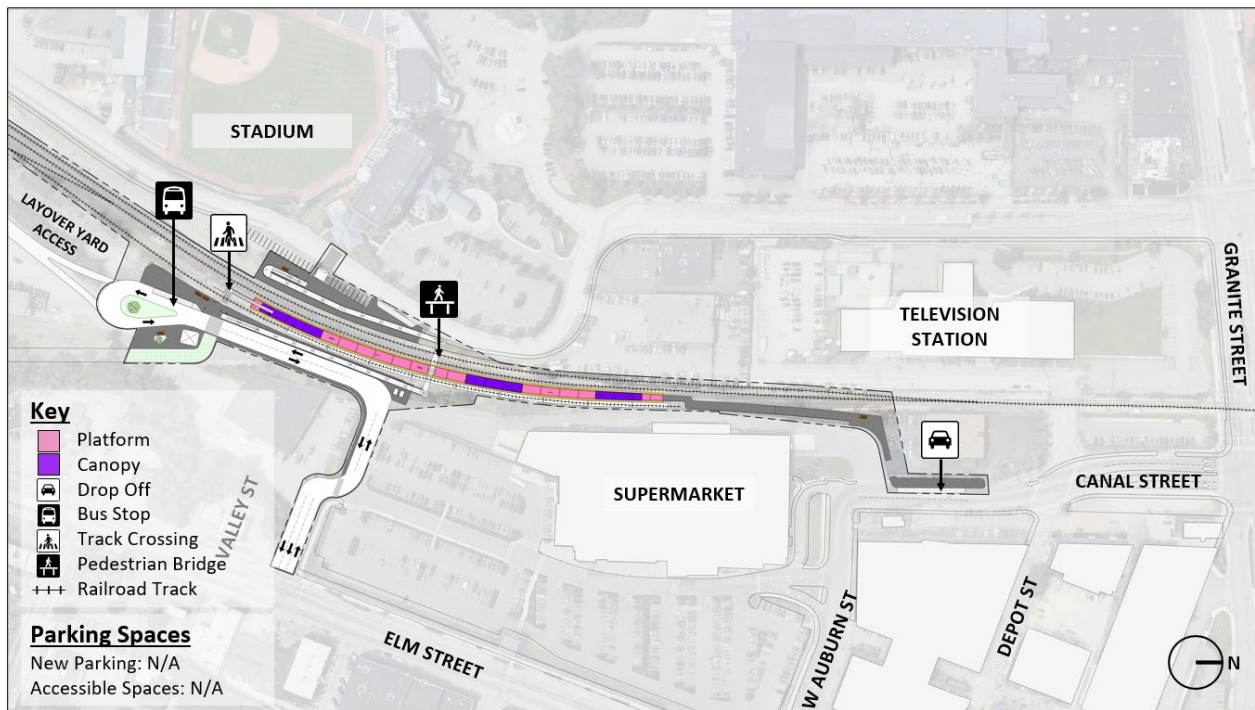 STADIUM
LAYOVER YARD
ACCESS
TELEVISION
STATION
GRANITE STREET
SUPERMARKET
CANAL STREET
VALLEY ST
ELM STREET
W AUBURN ST
DEPOT ST
N
Key
Platform
Canopy
Drop Off
Bus Stop
Track Crossing
Pedestrian Bridge
Railroad Track
Parking Spaces
New Parking: N/A
Accessible Spaces: N/A